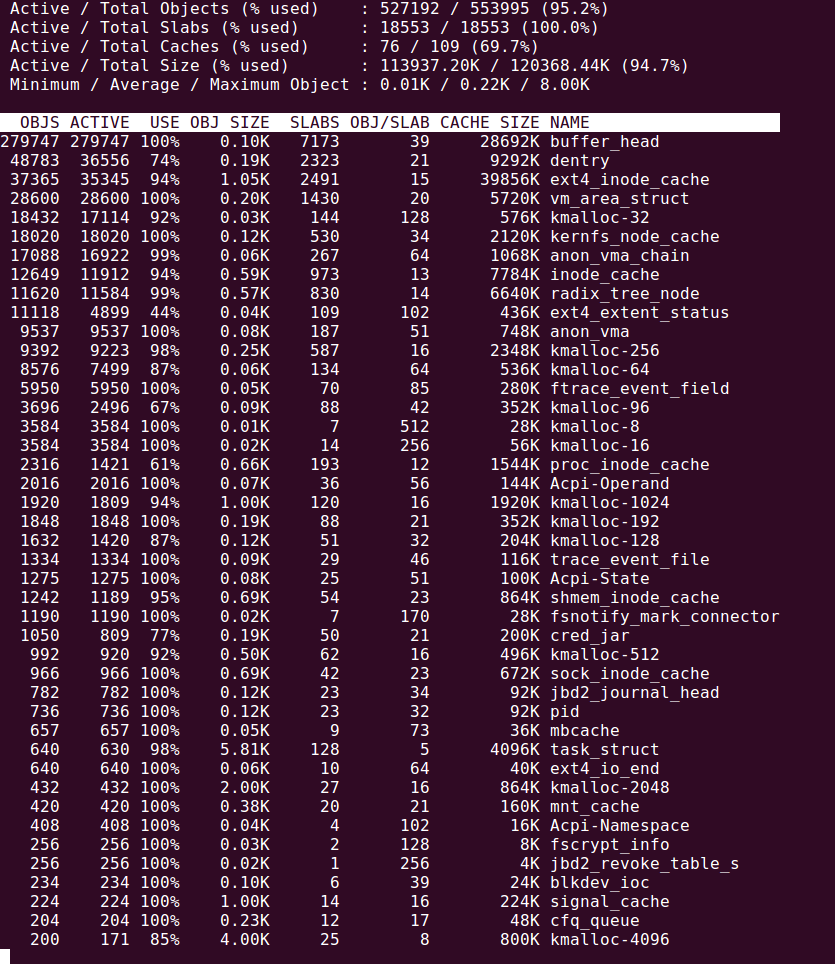 Active / Total Objects (% used)    : 527192 / 553995 (95.2%)
Active / Total Slabs (% used)      : 18553 / 18553 (100.0%)
Active / Total Caches (% used)     : 76 / 109 (69.7%)
Active / Total Size (% used)       : 113937.20K / 120368.44K (94.7%)
Minimum / Average / Maximum Object : 0.01K / 0.22K / 8.00K
OBJS ACTIVE  USE OBJ SIZE  SLABS OBJ/SLAB CACHE SIZE NAME
279747 279747 100%    0.10K   7173       39     28692K buffer_head
48783  36556  74%    0.19K   2323       21      9292K dentry
37365  35345  94%    1.05K   2491       15     39856K ext4_inode_cache
28600  28600 100%    0.20K   1430       20      5720K vm_area_struct
18432  17114  92%    0.03K    144      128       576K kmalloc-32
18020  18020 100%    0.12K    530       34      2120K kernfs_node_cache
17088  16922  99%    0.06K    267       64      1068K anon_vma_chain
12649  11912  94%    0.59K    973       13      7784K inode_cache
11620  11584  99%    0.57K    830       14      6640K radix_tree_node
11118   4899  44%    0.04K    109      102       436K ext4_extent_status
9537   9537 100%    0.08K    187       51       748K anon_vma
9392   9223  98%    0.25K    587       16      2348K kmalloc-256
8576   7499  87%    0.06K    134       64       536K kmalloc-64
5950   5950 100%    0.05K     70       85       280K ftrace_event_field
3696   2496  67%    0.09K     88       42       352K kmalloc-96
3584   3584 100%    0.01K      7      512        28K kmalloc-8
3584   3584 100%    0.02K     14      256        56K kmalloc-16
2316   1421  61%    0.66K    193       12      1544K proc_inode_cache
2016   2016 100%    0.07K     36       56       144K Acpi-Operand
1920   1809  94%    1.00K    120       16      1920K kmalloc-1024
1848   1848 100%    0.19K     88       21       352K kmalloc-192
1632   1420  87%    0.12K     51       32       204K kmalloc-128
1334   1334 100%    0.09K     29       46       116K trace_event_file
1275   1275 100%    0.08K     25       51       100K Acpi-State
1242   1189  95%    0.69K     54       23       864K shmem_inode_cache
1190   1190 100%    0.02K      7      170        28K fsnotify_mark_connector
1050    809  77%    0.19K     50       21       200K cred_jar
992    920  92%    0.50K     62       16       496K kmalloc-512
966    966 100%    0.69K     42       23       672K sock_inode_cache
782    782 100%    0.12K     23       34        92K jbd2_journal_head
736    736 100%    0.12K     23       32        92K pid
657    657 100%    0.05K      9       73        36K mbcache
640    630  98%    5.81K    128        5      4096K task_struct
640    640 100%    0.06K     10       64        40K ext4_io_end
432    432 100%    2.00K     27       16       864K kmalloc-2048
420    420 100%    0.38K     20       21       160K mnt_cache
408    408 100%    0.04K      4      102        16K Acpi-Namespace
256    256 100%    0.03K      2      128         8K fscrypt_info
256    256 100%    0.02K      1      256         4K jbd2_revoke_table_s
234    234 100%    0.10K      6       39        24K blkdev_ioc
224    224 100%    1.00K     14       16       224K signal_cache
204    204 100%    0.23K     12       17        48K cfq_queue
200    171  85%    4.00K     25        8       800K kmalloc-4096